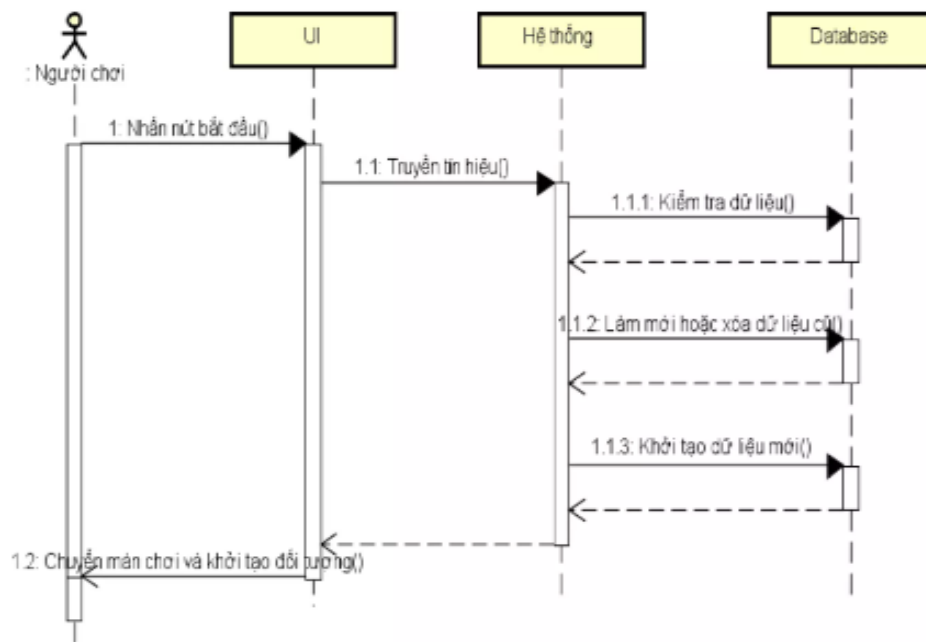 UI
Hệ thống
Database
: Người chơi
1: Nhấn nút bắt đầu()
1.1: Truyền tín hiệu()
1.1.1: Kiểm tra dữ liệu()
1.1.2: Làm mới hoặc xóa dữ liệu cũ()
1.1.3: Khởi tạo dữ liệu mới()
1.2: Chuyển màn chơi và khởi tạo đối tượng()